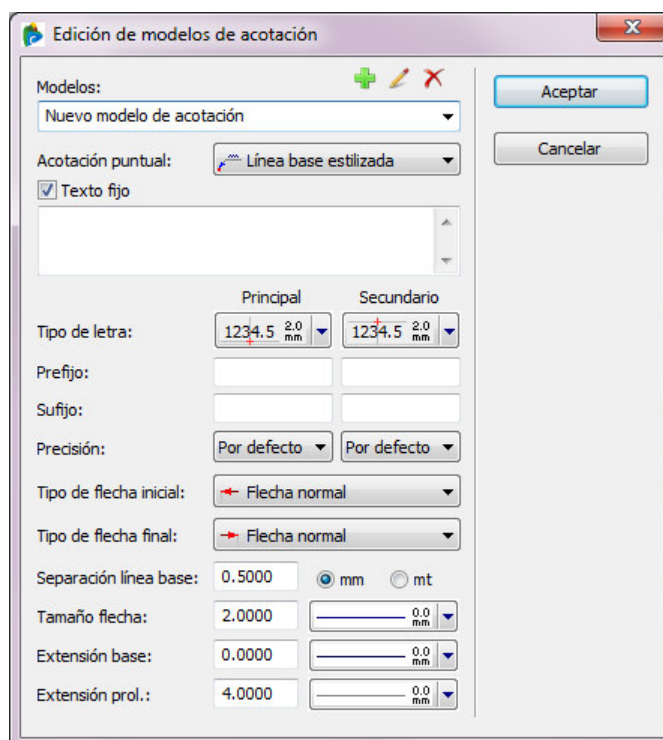 Edición de modelos de acotación
Modelos:
Nuevo modelo de acotación
Acotación puntual: Línea base estilizada
Texto fijo
Principal Secundario
Tipo de letra: 1234.5 2.0 mm 1234.5 2.0 mm
Prefijo:
Sufijo:
Precisión: Por defecto Por defecto
Tipo de flecha inicial: Flecha normal
Tipo de flecha final: Flecha normal
Separación línea base: 0.5000 mm mt
Tamaño flecha: 2.0000 0.0 mm
Extensión base: 0.0000 0.0 mm
Extensión prol.: 4.0000 0.0 mm
Aceptar
Cancelar